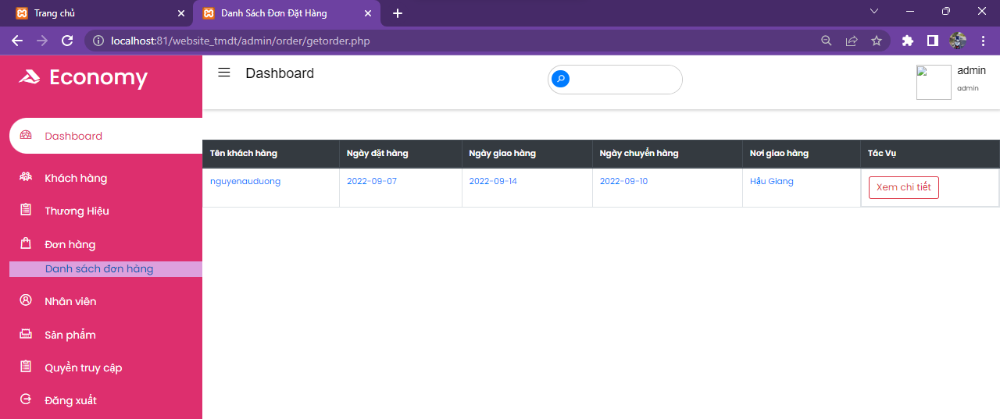 Trang chủ
Danh Sách Đơn Đặt Hàng
localhost:81/website_tmdt/admin/order/getorder.php
Economy
Dashboard
admin
admin
Dashboard
Khách hàng
Thương Hiệu
Đơn hàng
Danh sách đơn hàng
Nhân viên
Sản phẩm
Quyền truy cập
Đăng xuất
Tên khách hàng Ngày đặt hàng Ngày giao hàng Ngày chuyển hàng Nơi giao hàng Tác Vụ
nguyenauduong 2022-09-07 2022-09-14 2022-09-10 Hậu Giang Xem chi tiết